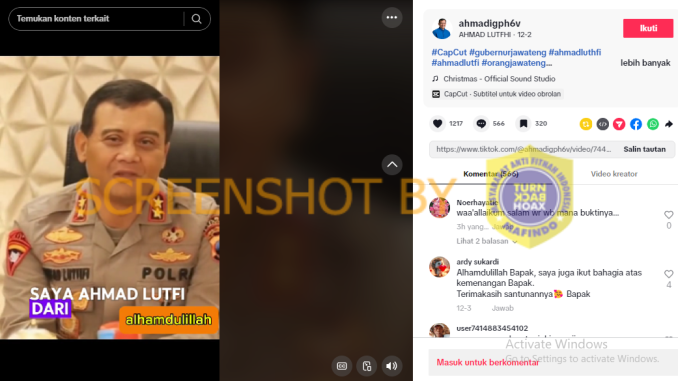 Temukan konten terkait
SAYA AHMAD LUTFI
DARI
alhamdulillah
POLRI
SCREENSHOT BY
TURN
BACK
HOAX
MASYARAKAT ANTI FITNAH INDONESIA
MAFINDO
ahmadigph6v
AHMAD LUTFHI · 12-2
Ikuti
#CapCut #gubernurjawateng #ahmadluthfi
#ahmadlutfi #orangjawateng...
lebih banyak
Christmas - Official Sound Studio
CapCut - Subtitel untuk video obrolan
1217
566
320
https://www.tiktok.com/@ahmadigph6v/video/744...
Salin tautan
Komentar (566)
Video kreator
Noerhayatie
waa'allaikum salam wr wb mana buktinya...
3h yang...
0
Lihat 2 balasan
ardy sukardi
Alhamdulillah Bapak, saya juga ikut bahagia atas
kemenangan Bapak.
Terimakasih santunannya Bapak
12-3
Jawab
4
user7414883454102
Masuk untuk berkomentar
Activate Windows
Go to Settings to activate Windows.